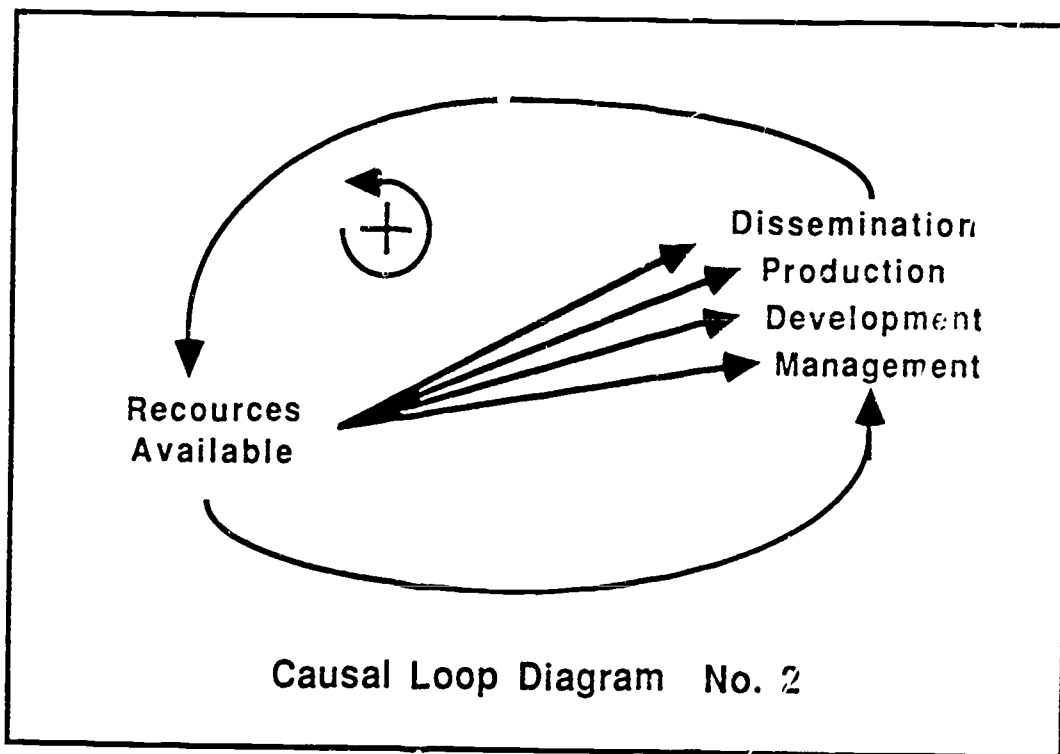 Dissemination
Production
Development
Management
Recources
Available
Causal Loop Diagram No. 2